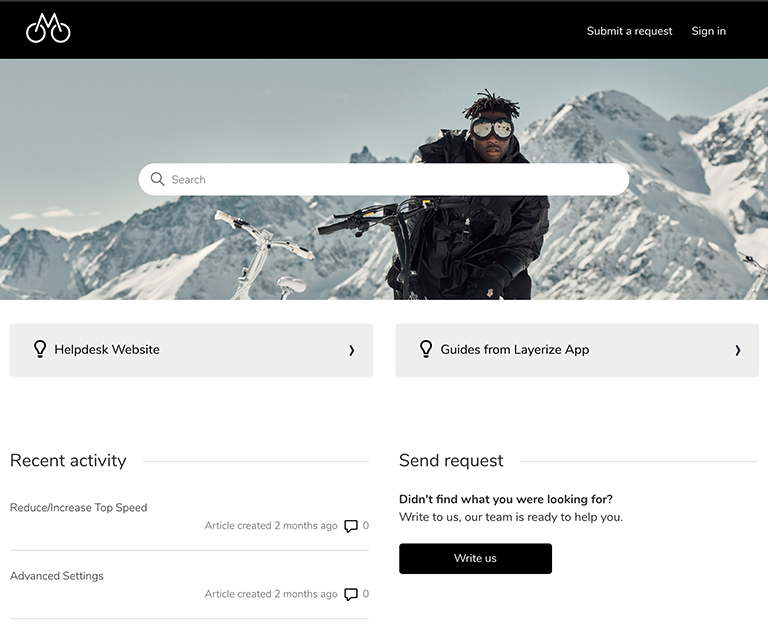 Submit a request
Sign in
Search
Helpdesk Website
Guides from Layerize App
Recent activity
Reduce/Increase Top Speed
Article created 2 months ago 0
Advanced Settings
Article created 2 months ago 0
Send request
Didn't find what you were looking for?
Write to us, our team is ready to help you.
Write us